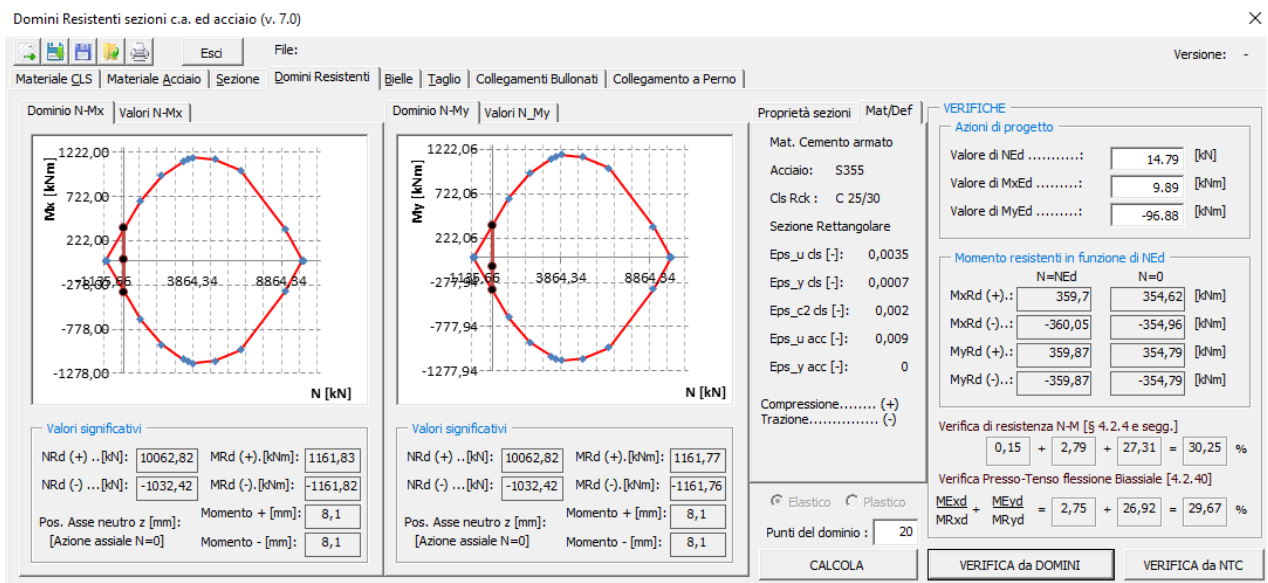 Domini Resistenti sezioni c.a. ed acciaio (v. 7.0)
Esci
File:
Versione: -
Materiale CLS
Materiale Acciaio
Sezione
Domini Resistenti
Bielle
Taglio
Collegamenti Bullonati
Collegamento a Perno
Dominio N-Mx
Valori N-Mx
Mx [kNm]
1222,00
722,00
222,00
-278,00
-778,00
-1278,00
-1135,66
3864,34
8864,34
N [kN]
Valori significativi
NRd (+) ..[kN]: 10062,82 MRd (+).[kNm]: 1161,83
NRd (-) ...[kN]: -1032,42 MRd (-).[kNm]: -1161,82
Pos. Asse neutro z [mm]: Momento + [mm]: 8,1
[Azione assiale N=0] Momento - [mm]: 8,1
Dominio N-My
Valori N_My
My [kNm]
1222,06
722,06
222,06
-277,94
-777,94
-1277,94
-1135,66
3864,34
8864,34
N [kN]
Valori significativi
NRd (+) ..[kN]: 10062,82 MRd (+).[kNm]: 1161,77
NRd (-) ...[kN]: -1032,42 MRd (-).[kNm]: -1161,76
Pos. Asse neutro z [mm]: Momento + [mm]: 8,1
[Azione assiale N=0] Momento - [mm]: 8,1
Proprietà sezioni
Mat/Def
Mat. Cemento armato
Acciaio: S355
Cls Rck : C 25/30
Sezione Rettangolare
Eps_u cls [-]: 0,0035
Eps_y cls [-]: 0,0007
Eps_c2 cls [-]: 0,002
Eps_u acc [-]: 0,009
Eps_y acc [-]: 0
Compressione........ (+)
Trazione............... (-)
Elastico Plastico
Punti del dominio : 20
CALCOLA
VERIFICHE
Azioni di progetto
Valore di NEd ...........: 14.79 [kN]
Valore di MxEd ........: 9.89 [kNm]
Valore di MyEd ........: -96.88 [kNm]
Momento resistenti in funzione di NEd
N=NEd N=0
MxRd (+).: 359,7 354,62 [kNm]
MxRd (-)..: -360,05 -354,96 [kNm]
MyRd (+).: 359,87 354,79 [kNm]
MyRd (-)..: -359,87 -354,79 [kNm]
Verifica di resistenza N-M [§ 4.2.4 e segg.]
0,15 + 2,79 + 27,31 = 30,25 %
Verifica Presso-Tenso flessione Biassiale [4.2.40]
MExd + MEyd = 2,75 + 26,92 = 29,67 %
MRxd MRyd
VERIFICA da DOMINI
VERIFICA da NTC